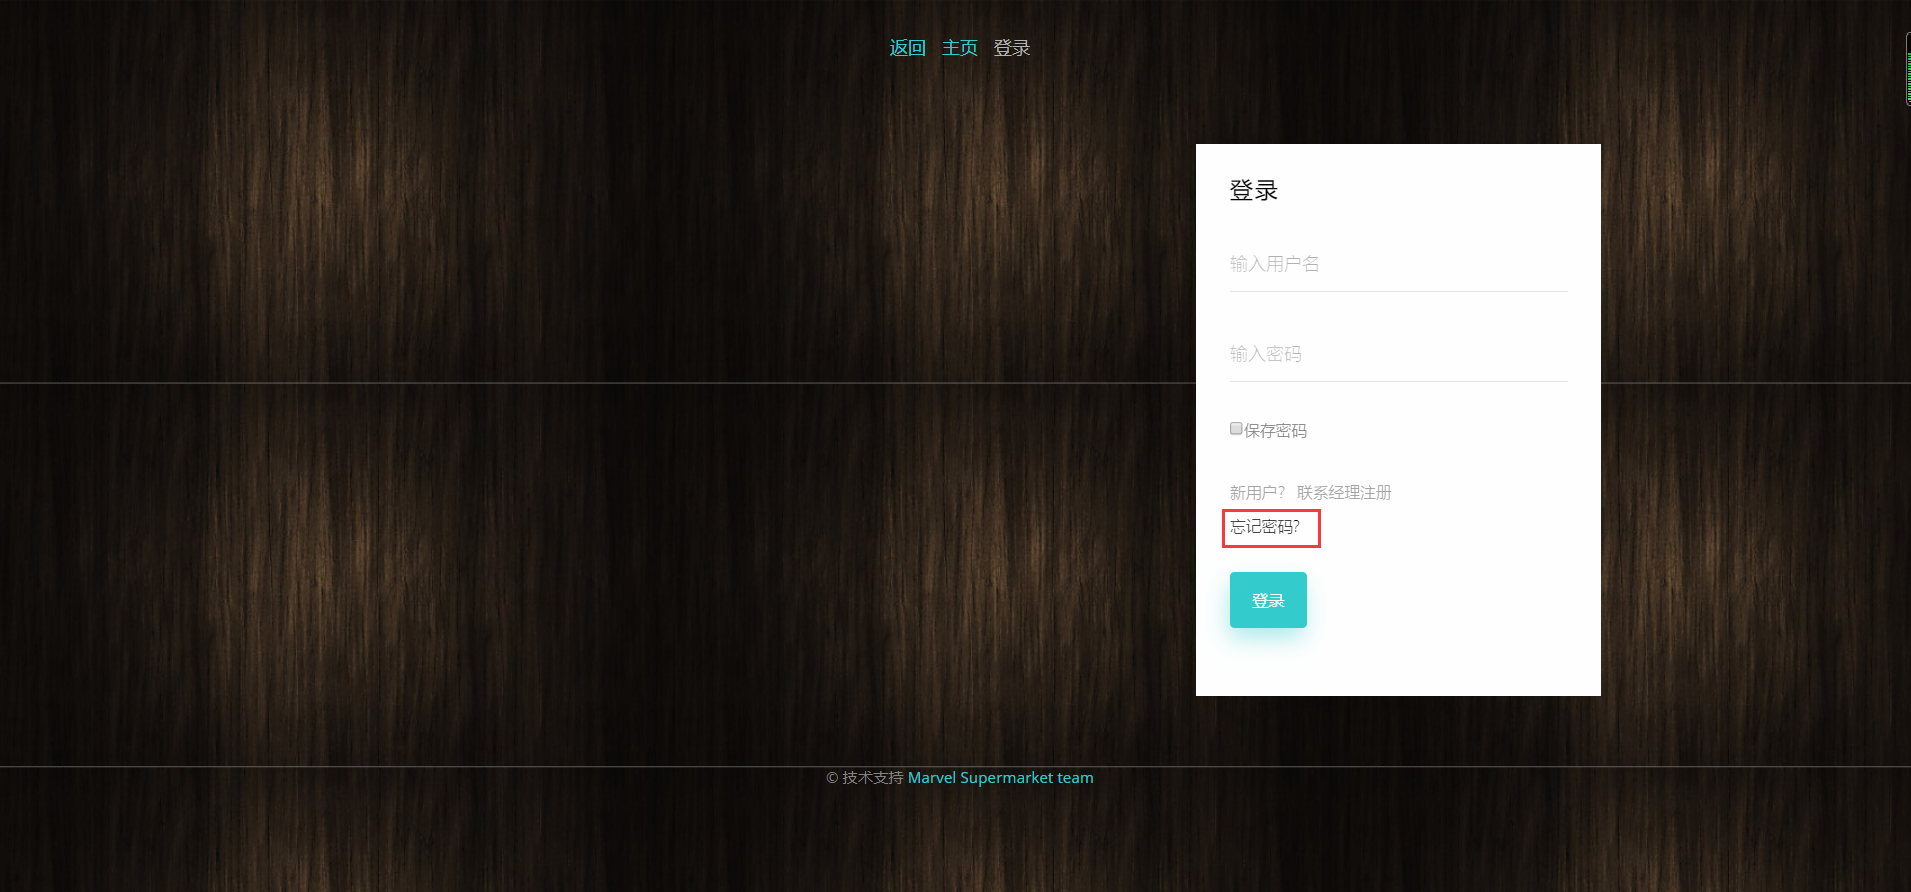 返回 主页 登录
登录
输入用户名
输入密码
保存密码
新用户? 联系经理注册
忘记密码?
登录
© 技术支持 Marvel Supermarket team